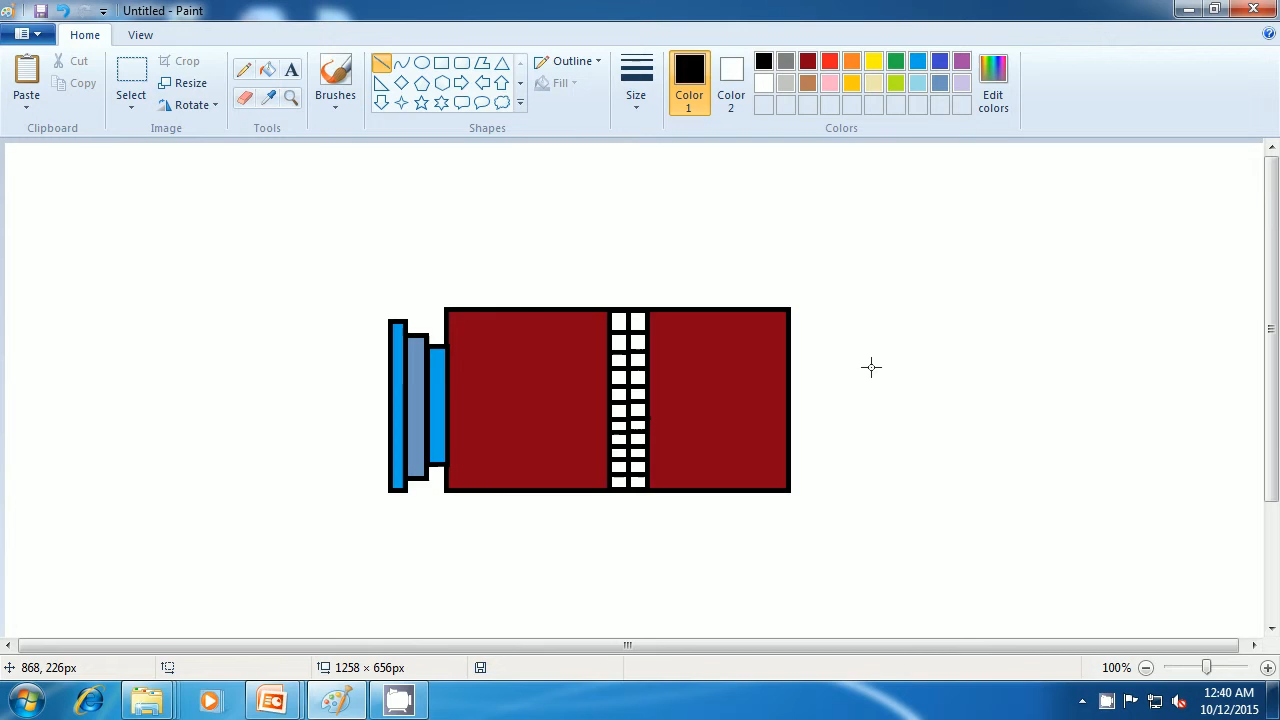 Untitled - Paint
Home
View
Paste
Cut
Copy
Clipboard
Select
Crop
Resize
Rotate
Image
A
Tools
Brushes
Outline
Fill
Shapes
Size
Color
1
Color
2
Edit
colors
Colors
868, 226px
1258 × 656px
100%
12:40 AM
10/12/2015